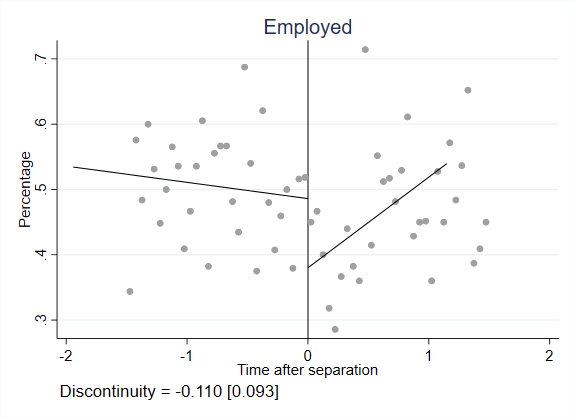 Employed
Percentage
.7
.6
.5
.4
.3
-2 -1 0 1 2
Time after separation
Discontinuity = -0.110 [0.093]